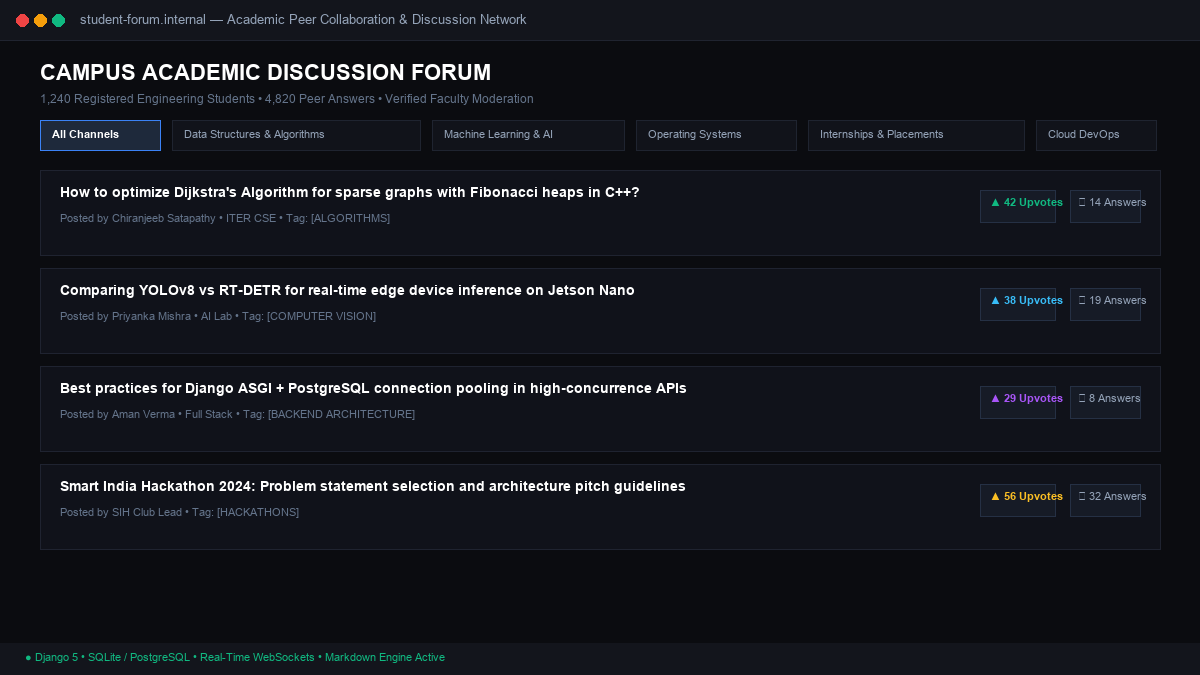 student-forum.internal — Academic Peer Collaboration & Discussion Network
CAMPUS ACADEMIC DISCUSSION FORUM
1,240 Registered Engineering Students • 4,820 Peer Answers • Verified Faculty Moderation
All Channels
Data Structures & Algorithms
Machine Learning & AI
Operating Systems
Internships & Placements
Cloud DevOps
How to optimize Dijkstra's Algorithm for sparse graphs with Fibonacci heaps in C++?
Posted by Chiranjeeb Satapathy • ITER CSE • Tag: [ALGORITHMS]
▲ 42 Upvotes
14 Answers
Comparing YOLOv8 vs RT-DETR for real-time edge device inference on Jetson Nano
Posted by Priyanka Mishra • AI Lab • Tag: [COMPUTER VISION]
▲ 38 Upvotes
19 Answers
Best practices for Django ASGI + PostgreSQL connection pooling in high-concurrence APIs
Posted by Aman Verma • Full Stack • Tag: [BACKEND ARCHITECTURE]
▲ 29 Upvotes
8 Answers
Smart India Hackathon 2024: Problem statement selection and architecture pitch guidelines
Posted by SIH Club Lead • Tag: [HACKATHONS]
▲ 56 Upvotes
32 Answers
● Django 5 • SQLite / PostgreSQL • Real-Time WebSockets • Markdown Engine Active